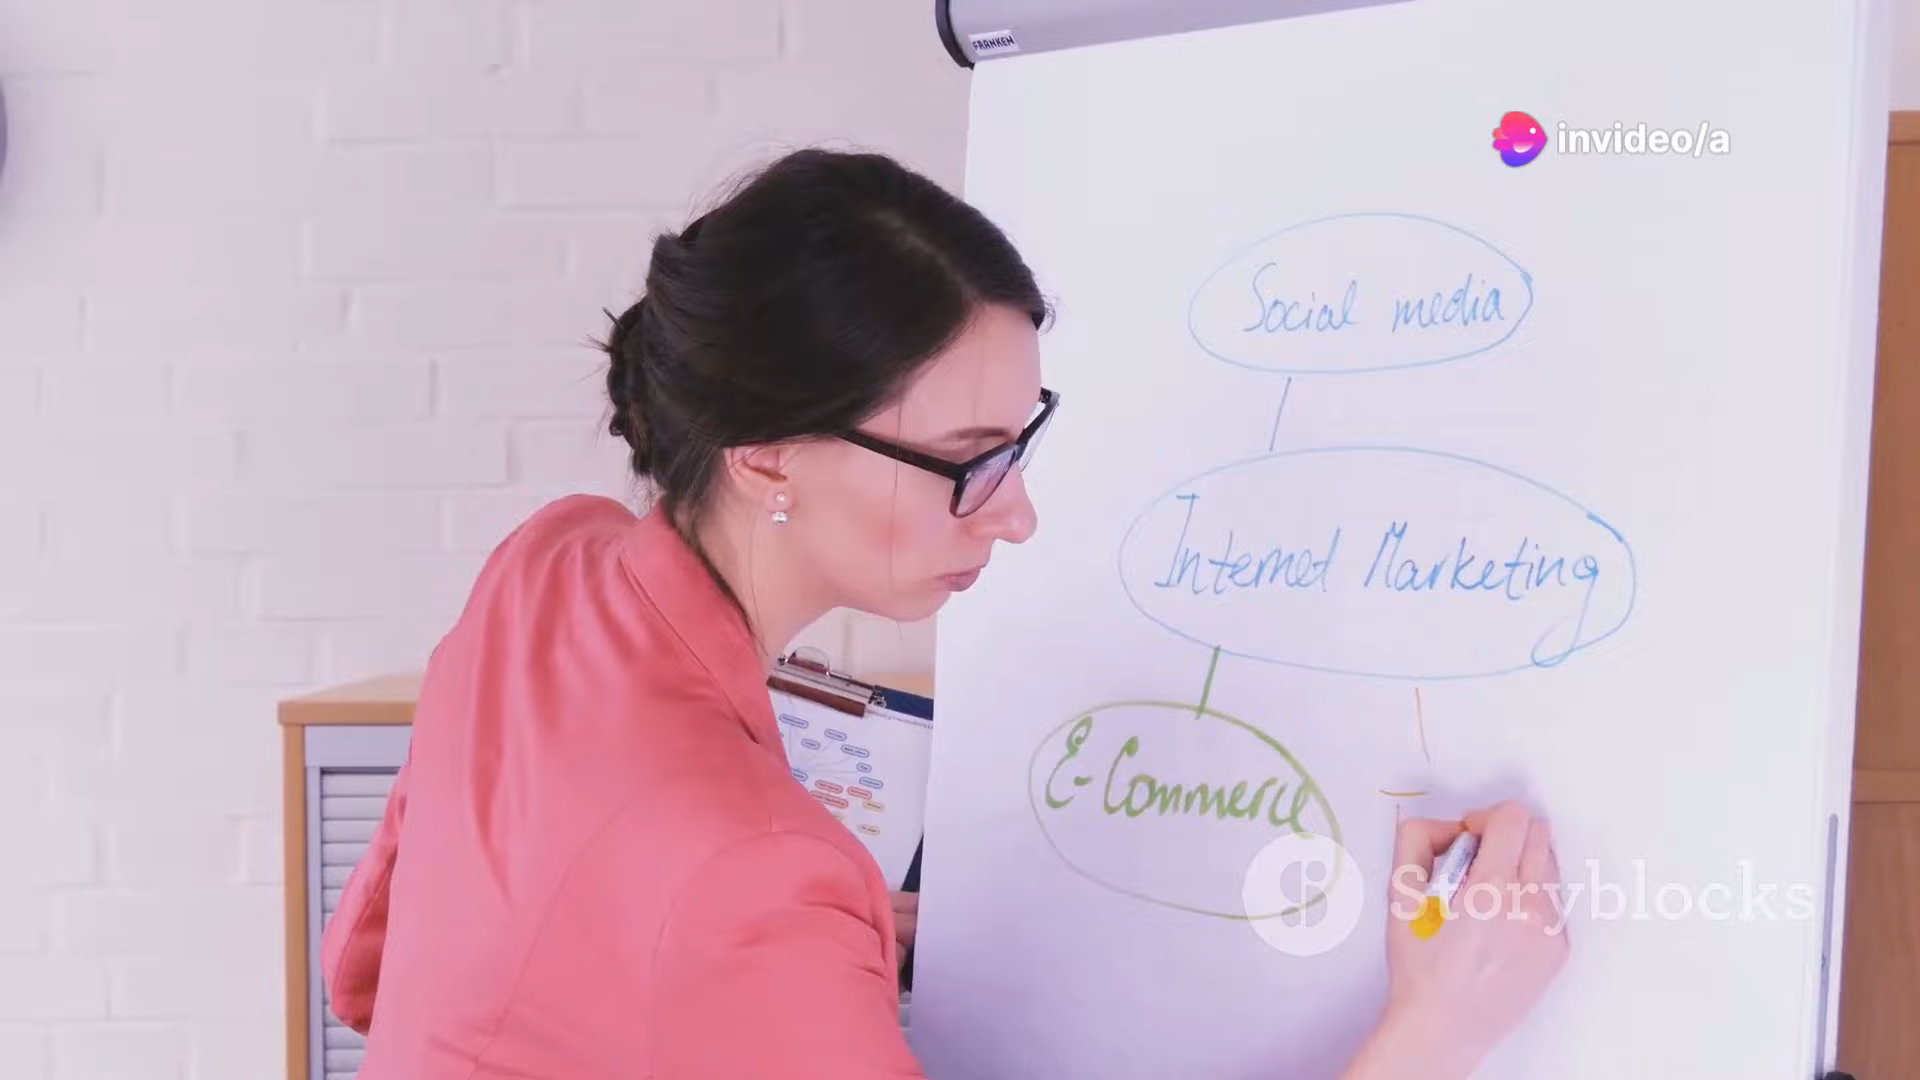 FRANKEN
invideo/a
Social media
Internet Marketing
E-Commerce
Storyblocks